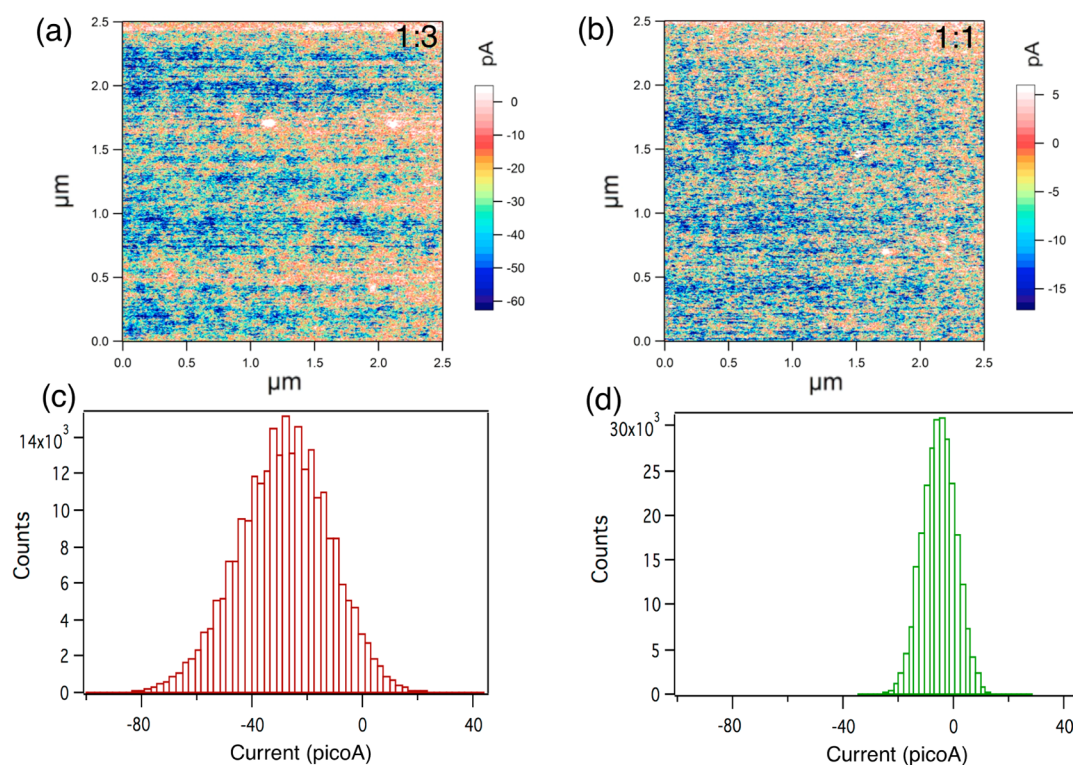 (a)
1:3
2.5
2.0
1.5
1.0
0.5
0.0
µm
0.0 0.5 1.0 1.5 2.0 2.5
µm
pA
0
-10
-20
-30
-40
-50
-60
(b)
1:1
2.5
2.0
1.5
1.0
0.5
0.0
µm
0.0 0.5 1.0 1.5 2.0 2.5
µm
pA
5
0
-5
-10
-15
(c)
14x10³
12
10
8
6
4
2
0
Counts
-80 -40 0 40
Current (picoA)
(d)
30x10³
25
20
15
10
5
0
Counts
-80 -40 0 40
Current (picoA)